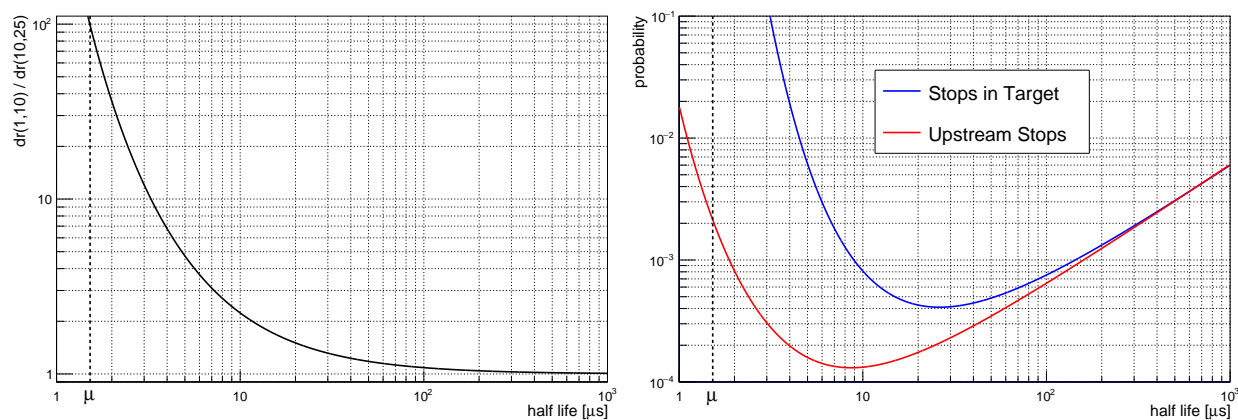 dr(1,10) / dr(10,25)
10²
10
1
1
μ
10
10²
10³
half life [μs]
probability
10⁻¹
10⁻²
10⁻³
10⁻⁴
Stops in Target
Upstream Stops
1
μ
10
10²
10³
half life [μs]